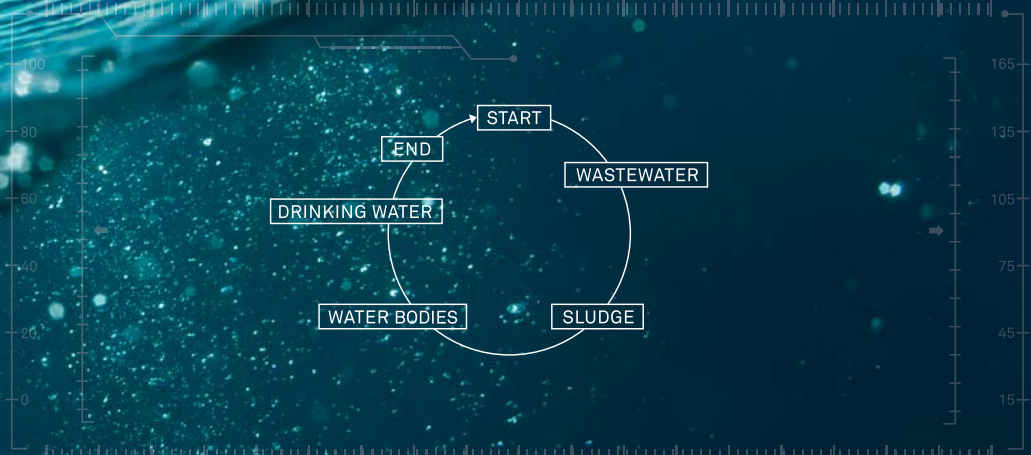 START
END
WASTEWATER
DRINKING WATER
WATER BODIES
SLUDGE
100
80
60
40
20
0
165
135
105
75
45
15